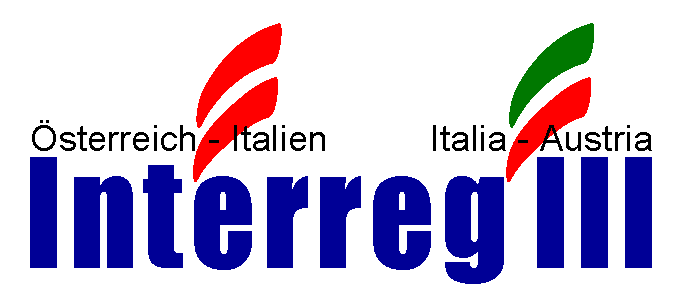 Österreich - Italien Italia - Austria
Interreg III